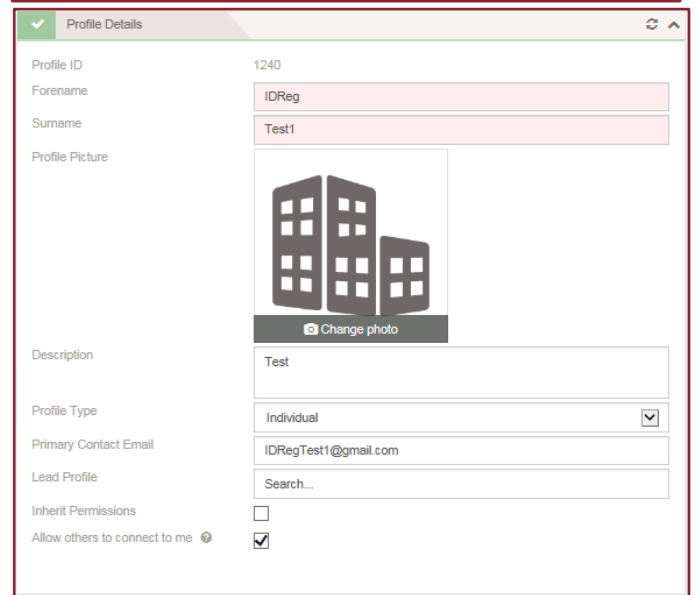 Profile Details
Profile ID 1240
Forename IDReg
Surname Test1
Profile Picture
Change photo
Description Test
Profile Type Individual
Primary Contact Email IDRegTest1@gmail.com
Lead Profile Search...
Inherit Permissions
Allow others to connect to me